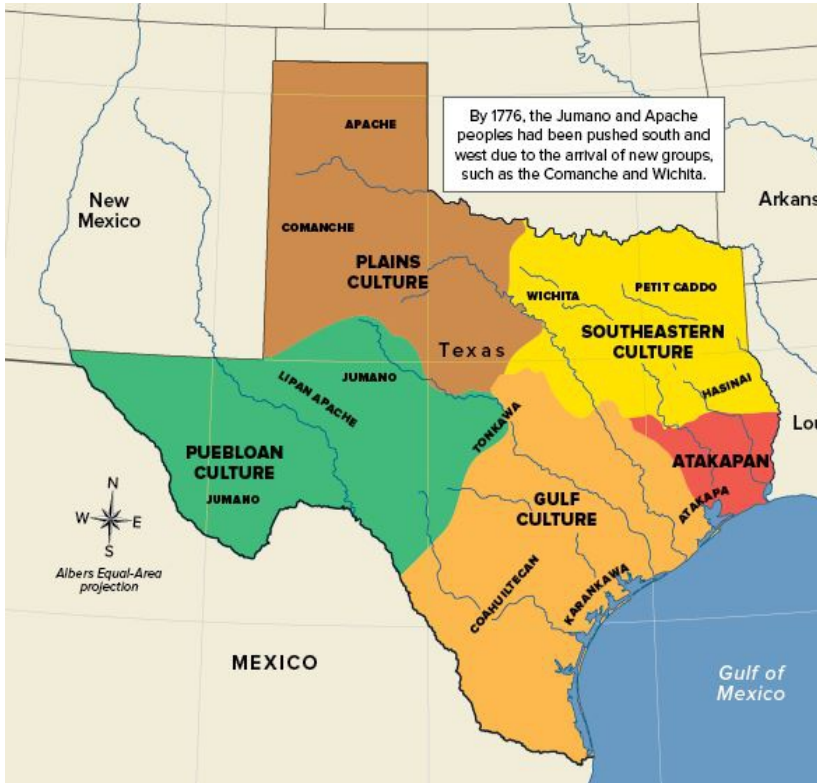 By 1776, the Jumano and Apache
peoples had been pushed south and
west due to the arrival of new groups,
such as the Comanche and Wichita.
APACHE
New
Mexico
Arkans
COMANCHE
PLAINS
CULTURE
WICHITA
PETIT CADDO
SOUTHEASTERN
CULTURE
Texas
JUMANO
LIPAN APACHE
HASINAI
TONKAWA
Lou
PUEBLOAN
CULTURE
JUMANO
ATAKAPAN
ATAKAPA
GULF
CULTURE
N
W
E
S
Albers Equal-Area
projection
COAHUILTECAN
KARANKAWA
MEXICO
Gulf of
Mexico